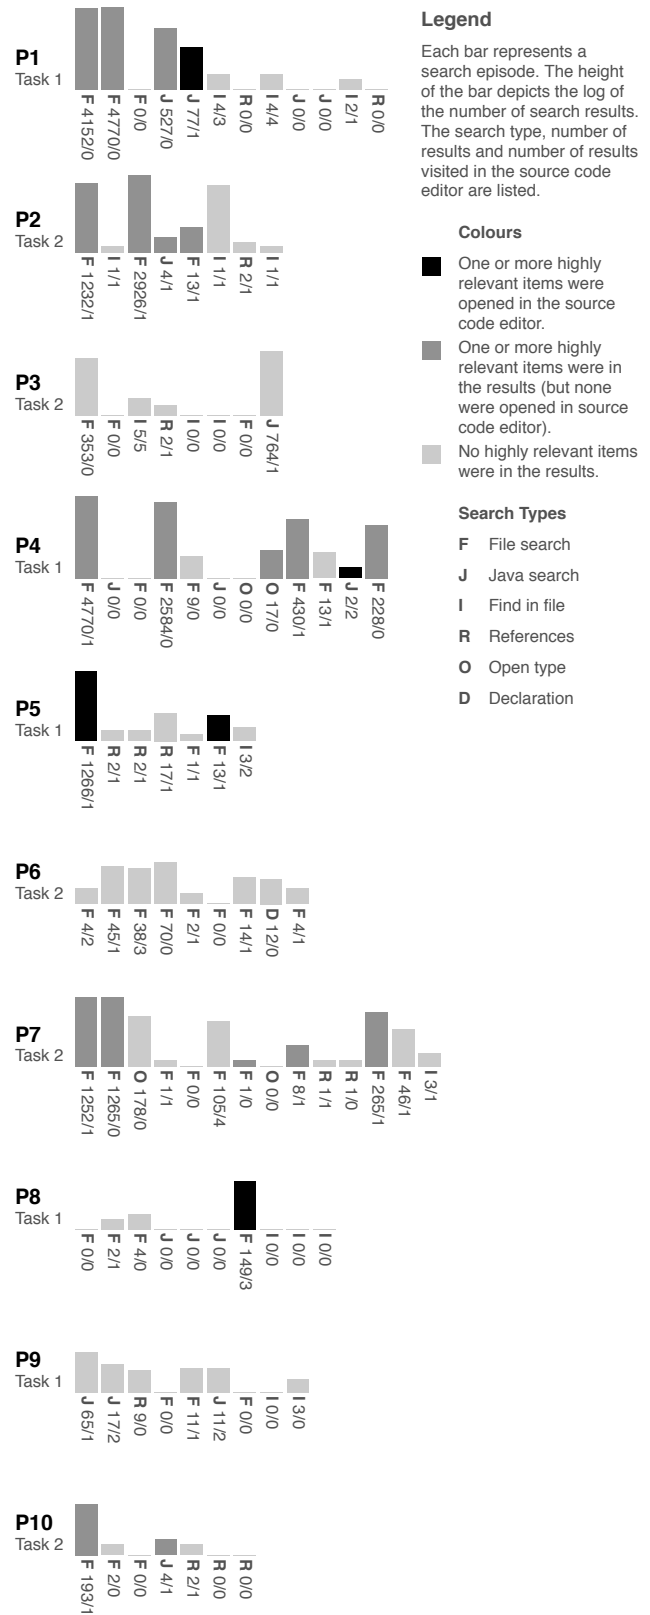 Legend
Each bar represents a
search episode. The height
of the bar depicts the log of
the number of search results.
The search type, number of
results and number of results
visited in the source code
editor are listed.
Colours
One or more highly
relevant items were
opened in the source
code editor.
One or more highly
relevant items were in
the results (but none
were opened in source
code editor).
No highly relevant items
were in the results.
Search Types
F File search
J Java search
I Find in file
R References
O Open type
D Declaration
P1
Task 1
F 4152/0
F 4770/0
F 0/0
J 527/0
J 77/1
I 4/3
R 0/0
I 4/4
J 0/0
J 0/0
I 2/1
R 0/0
P2
Task 2
F 1232/1
I 1/1
F 2926/1
J 4/1
F 13/1
I 1/1
R 2/1
I 1/1
P3
Task 2
F 353/0
F 0/0
I 5/5
R 2/1
I 0/0
I 0/0
F 0/0
J 764/1
P4
Task 1
F 4770/1
J 0/0
F 0/0
F 2584/0
F 9/0
J 0/0
O 0/0
O 17/0
F 430/1
F 13/1
J 2/2
F 228/0
P5
Task 1
F 1266/1
R 2/1
R 2/1
R 17/1
F 1/1
F 13/1
I 3/2
P6
Task 2
F 4/2
F 45/1
F 38/3
F 70/0
F 2/1
F 0/0
F 14/1
D 12/0
F 4/1
P7
Task 2
F 1252/1
F 1265/0
O 178/0
F 1/1
F 0/0
F 105/4
F 1/0
O 0/0
F 8/1
R 1/1
R 1/0
F 265/1
F 46/1
I 3/1
P8
Task 1
F 0/0
F 2/1
F 4/0
J 0/0
J 0/0
J 0/0
F 149/3
I 0/0
I 0/0
I 0/0
P9
Task 1
J 65/1
J 17/2
R 9/0
F 0/0
F 11/1
J 11/2
F 0/0
I 0/0
I 3/0
P10
Task 2
F 193/1
F 2/0
F 0/0
J 4/1
R 2/1
R 0/0
R 0/0